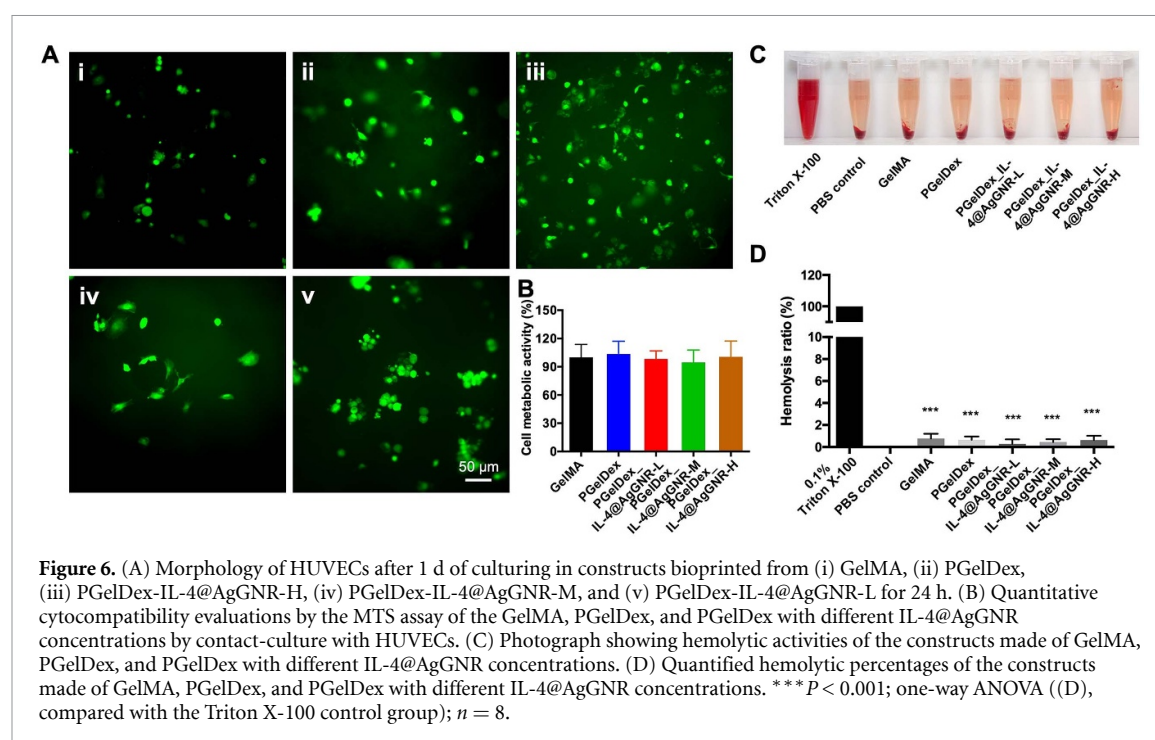 A
i
ii
iii
iv
v
50 µm
B
Cell metabolic activity (%)
150
120
90
60
30
0
GelMA
PGelDex
PGelDex_
IL-4@AgGNR-L
PGelDex_
IL-4@AgGNR-M
PGelDex_
IL-4@AgGNR-H
C
Triton X-100
PBS control
GelMA
PGelDex
PGelDex_IL-
4@AgGNR-L
PGelDex_IL-
4@AgGNR-M
PGelDex_IL-
4@AgGNR-H
D
Hemolysis ratio (%)
120
100
10
8
6
4
2
0
***
***
***
***
***
0.1%
Triton X-100
PBS control
GelMA
PGelDex
PGelDex_
IL-4@AgGNR-L
PGelDex_
IL-4@AgGNR-M
PGelDex_
IL-4@AgGNR-H
Figure 6. (A) Morphology of HUVECs after 1 d of culturing in constructs bioprinted from (i) GelMA, (ii) PGelDex,
(iii) PGelDex-IL-4@AgGNR-H, (iv) PGelDex-IL-4@AgGNR-M, and (v) PGelDex-IL-4@AgGNR-L for 24 h. (B) Quantitative
cytocompatibility evaluations by the MTS assay of the GelMA, PGelDex, and PGelDex with different IL-4@AgGNR
concentrations by contact-culture with HUVECs. (C) Photograph showing hemolytic activities of the constructs made of GelMA,
PGelDex, and PGelDex with different IL-4@AgGNR concentrations. (D) Quantified hemolytic percentages of the constructs
made of GelMA, PGelDex, and PGelDex with different IL-4@AgGNR concentrations. ***P < 0.001; one-way ANOVA ((D),
compared with the Triton X-100 control group); n = 8.